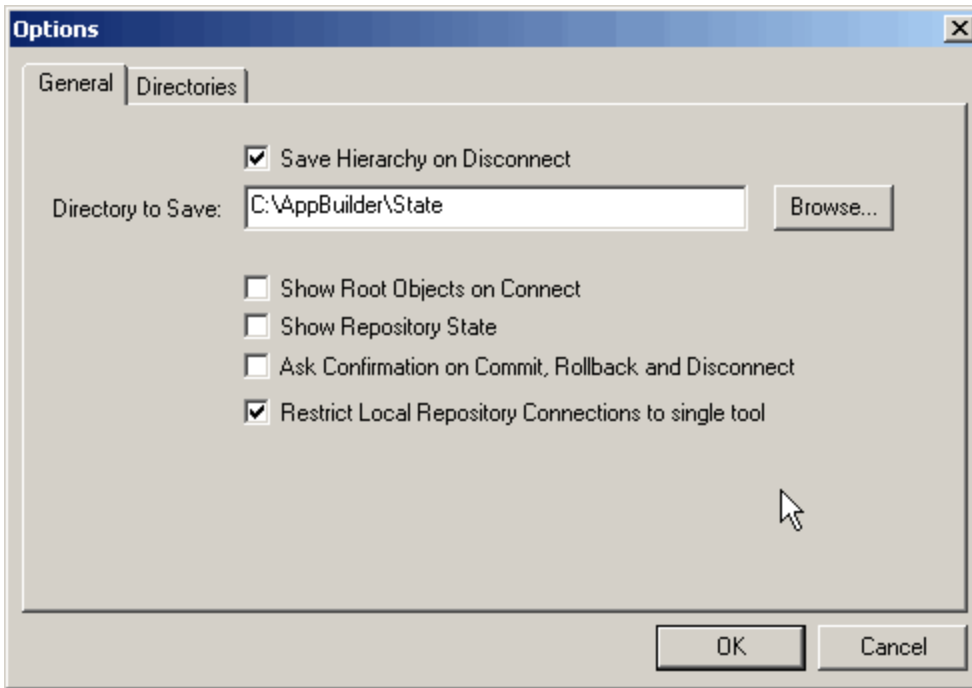 Options
General Directories
Save Hierarchy on Disconnect
Directory to Save: C:\AppBuilder\State Browse...
Show Root Objects on Connect
Show Repository State
Ask Confirmation on Commit, Rollback and Disconnect
Restrict Local Repository Connections to single tool
OK Cancel